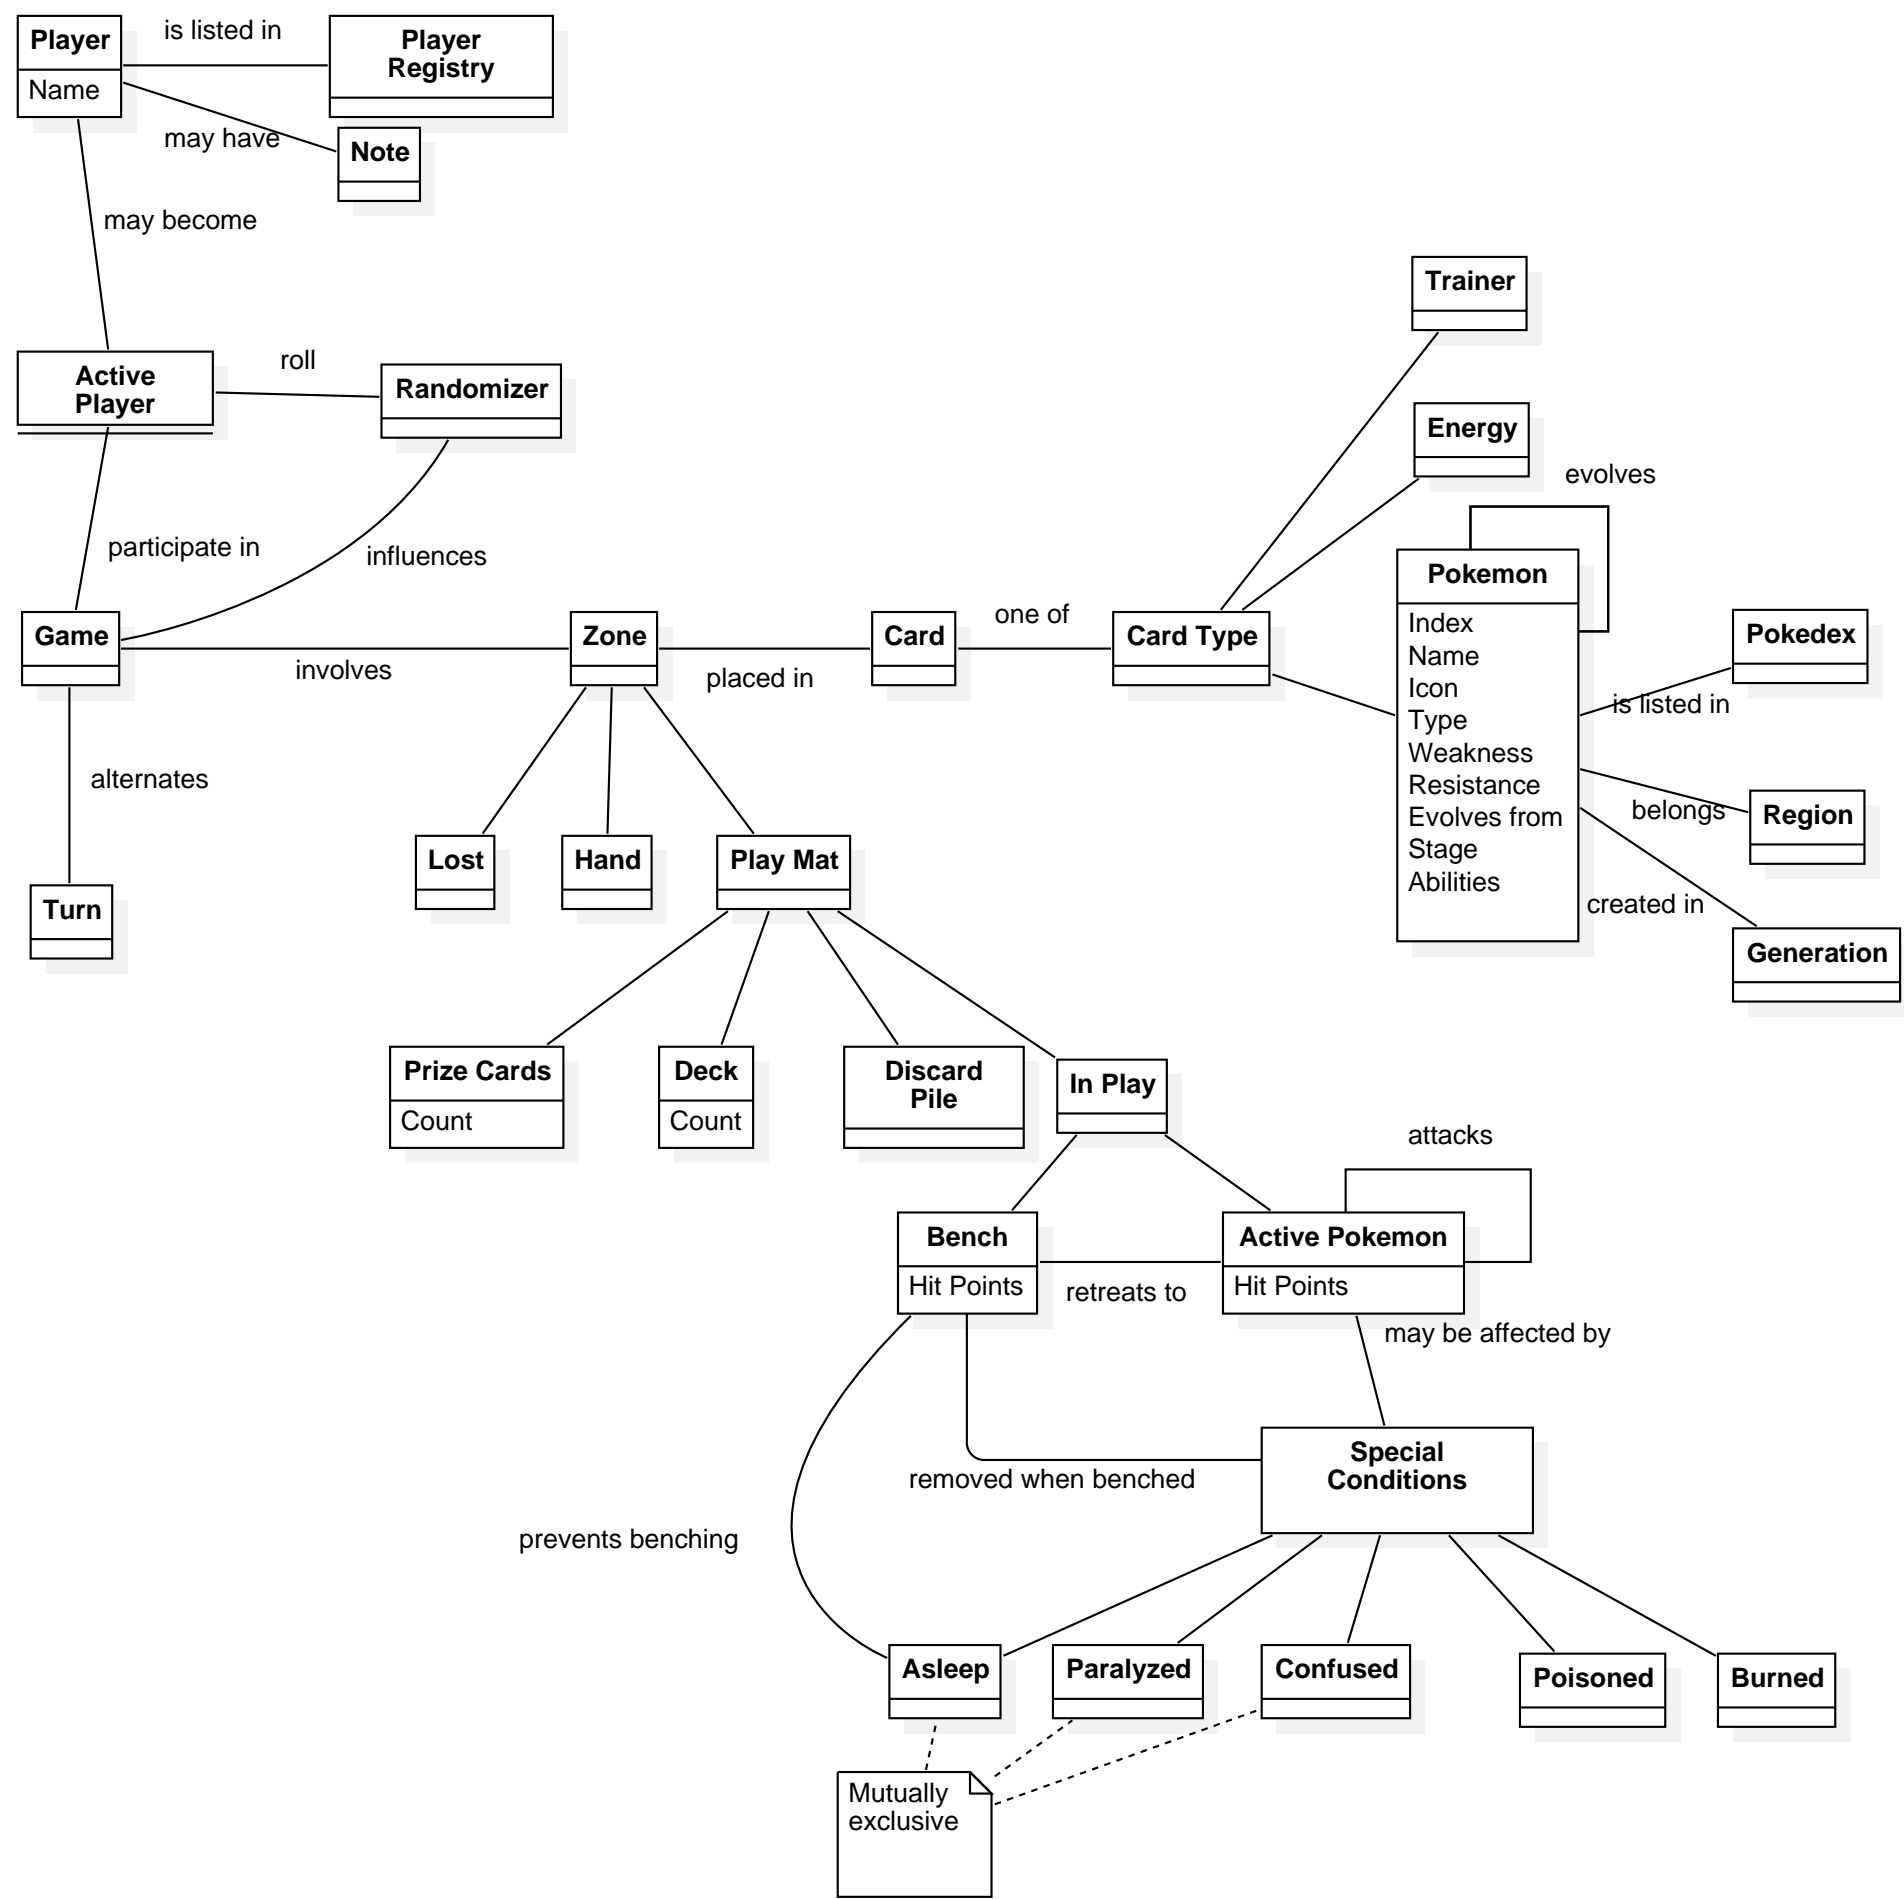 Player
Name
is listed in
Player
Registry
may have
Note
may become
Active
Player
roll
Randomizer
participate in
influences
Game
involves
Zone
placed in
Card
one of
Card Type
Trainer
Energy
evolves
Pokemon
Index
Name
Icon
Type
Weakness
Resistance
Evolves from
Stage
Abilities
Pokedex
is listed in
belongs
Region
created in
Generation
alternates
Turn
Lost
Hand
Play Mat
Prize Cards
Count
Deck
Count
Discard
Pile
In Play
attacks
Bench
Hit Points
retreats to
Active Pokemon
Hit Points
may be affected by
removed when benched
Special
Conditions
prevents benching
Asleep
Paralyzed
Confused
Poisoned
Burned
Mutually
exclusive